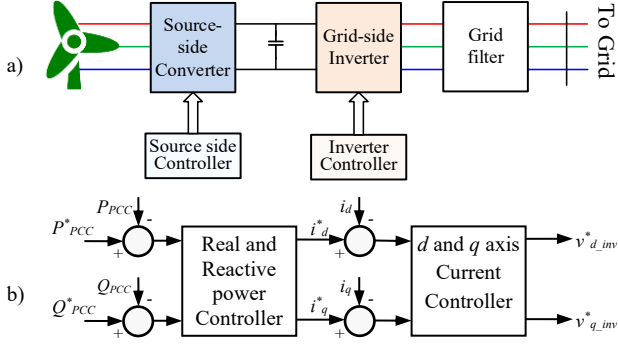 a)
Source-
side
Converter
Grid-side
Inverter
Grid
filter
To Grid
Source side
Controller
Inverter
Controller
b)
P_PCC
-
P*_PCC
+
Q_PCC
-
Q*_PCC
+
Real and
Reactive
power
Controller
i*_d
i_d
-
+
i*_q
i_q
-
+
d and q axis
Current
Controller
v*_d_inv
v*_q_inv